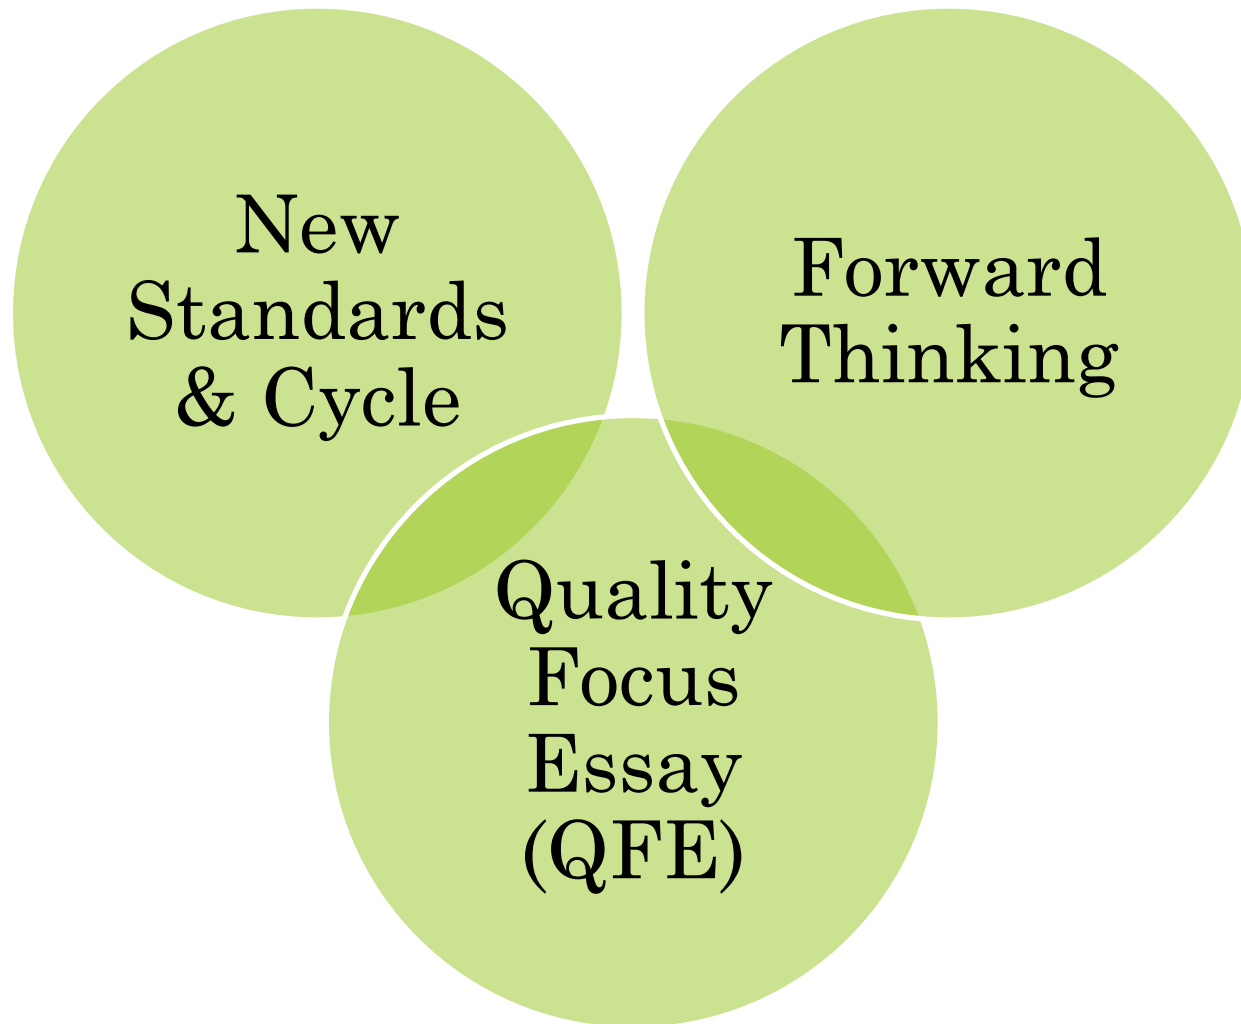 New
Standards
& Cycle
Forward
Thinking
Quality
Focus
Essay
(QFE)